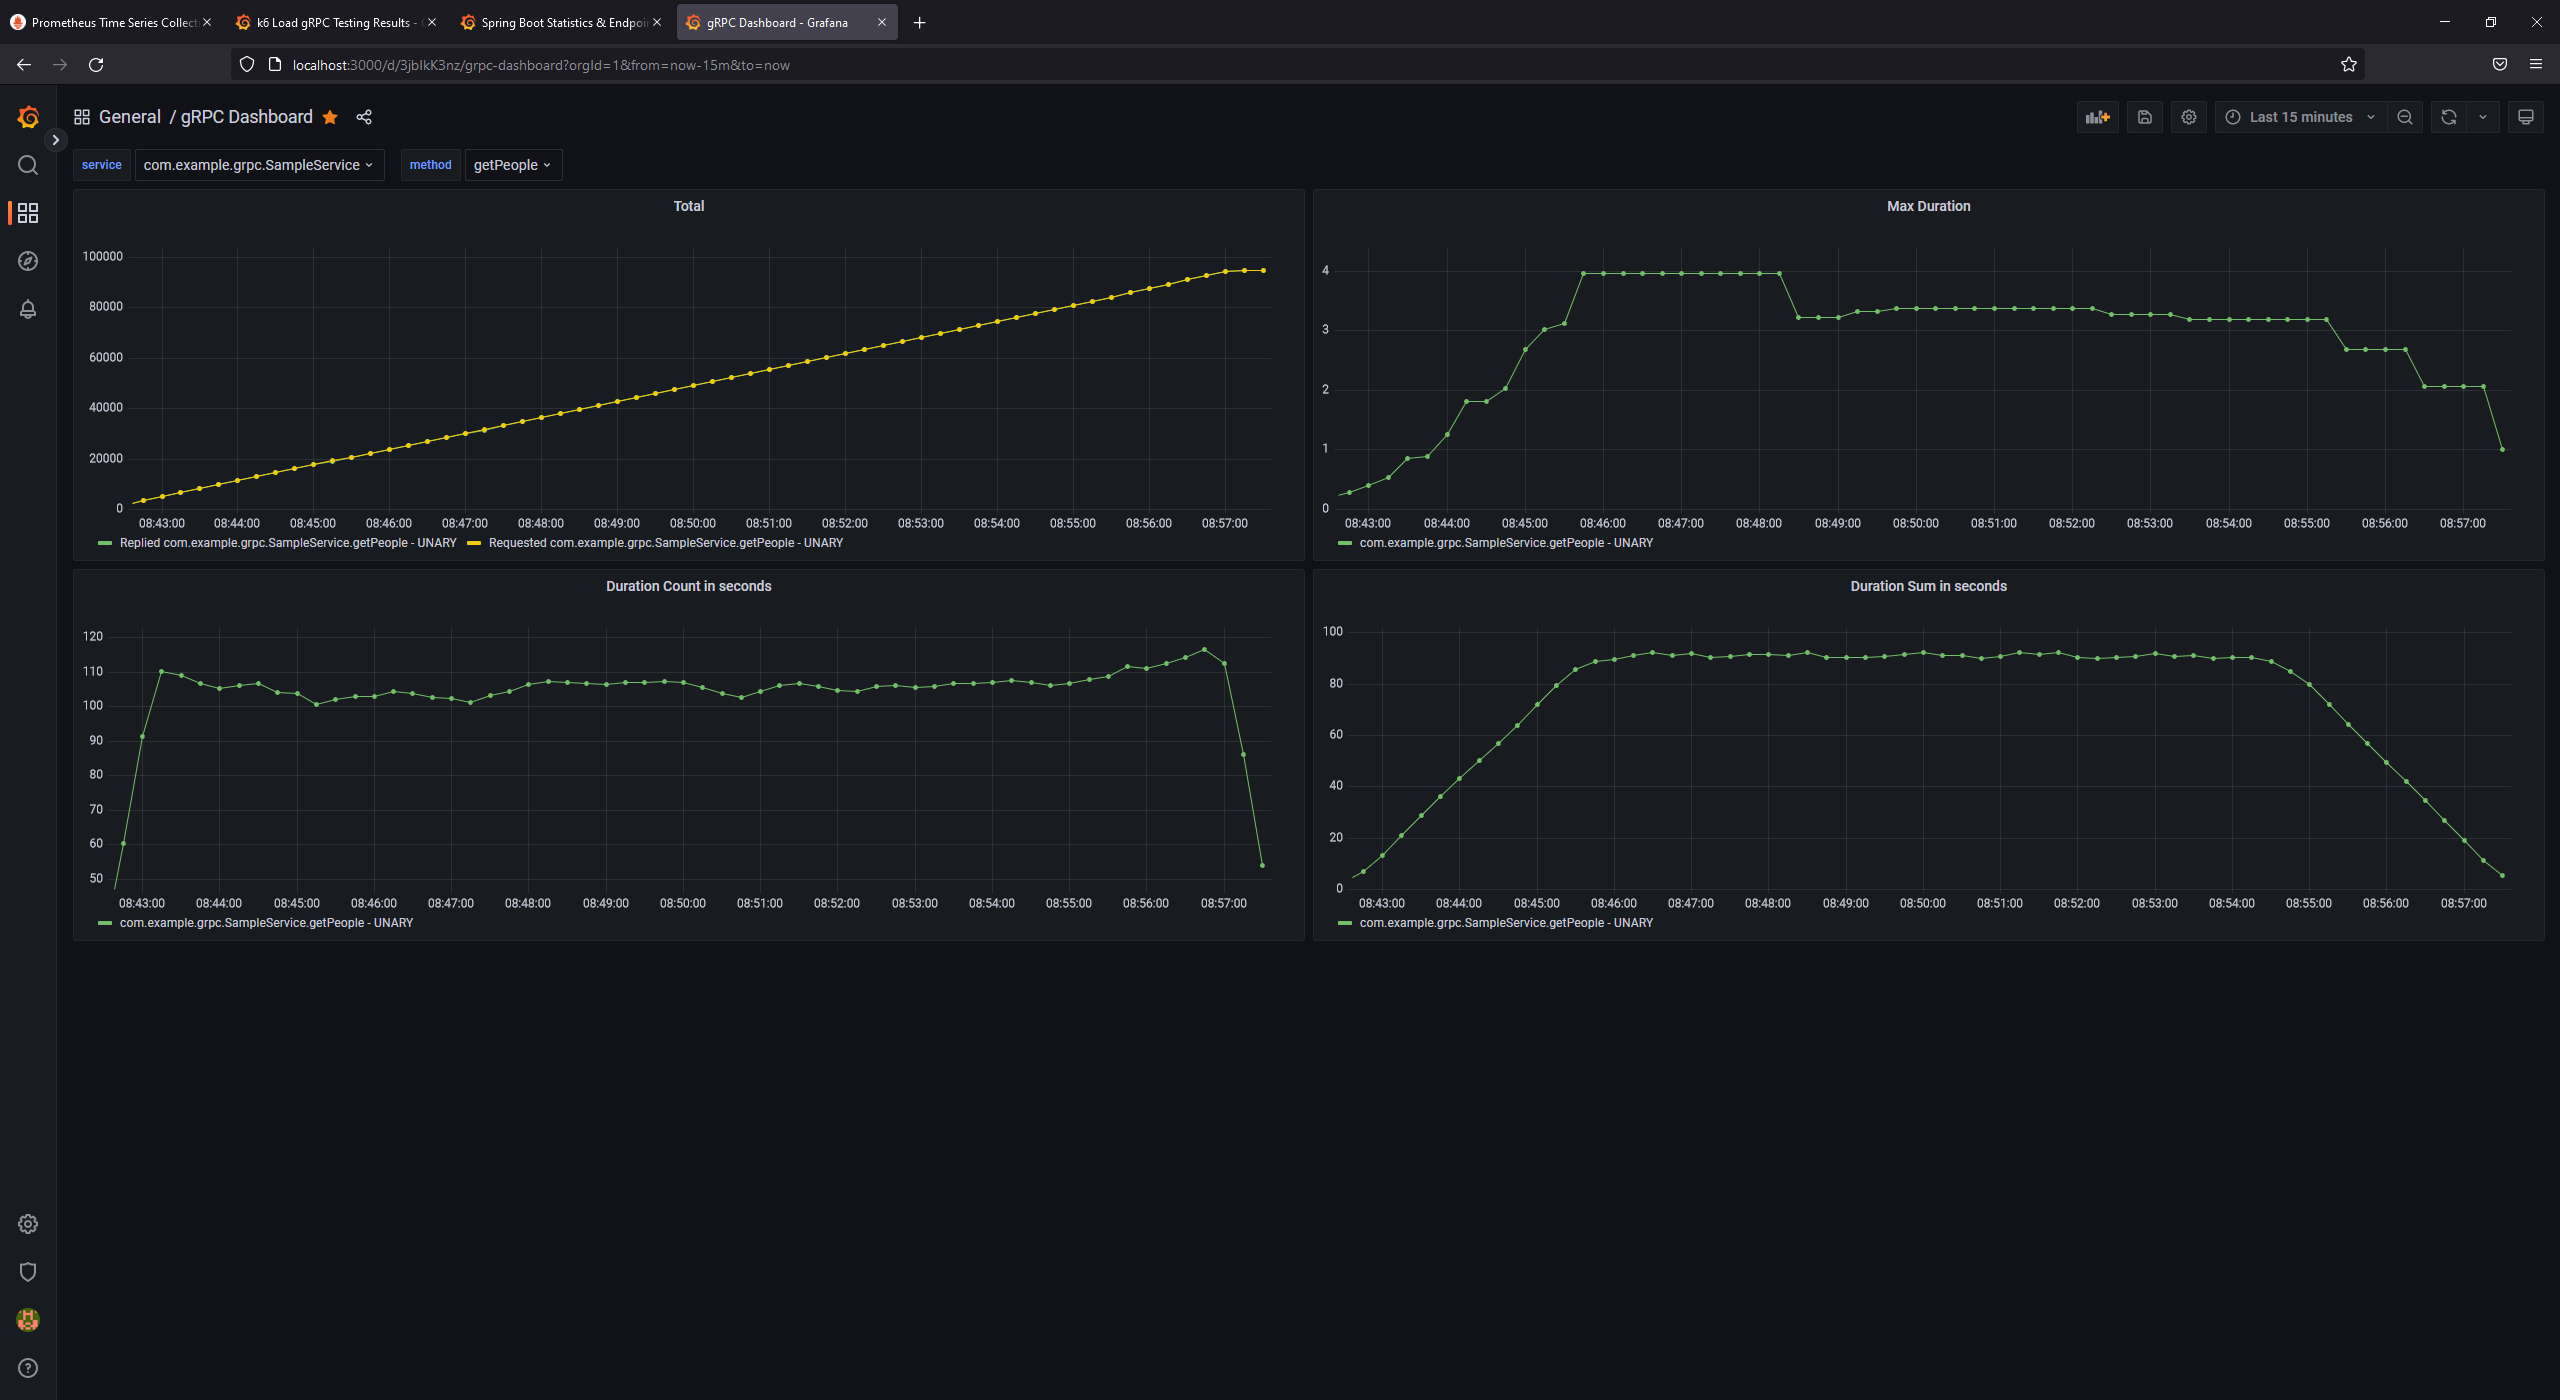 Prometheus Time Series Collect
k6 Load gRPC Testing Results -
Spring Boot Statistics & Endpoin
gRPC Dashboard - Grafana
localhost:3000/d/3jbIkK3nz/grpc-dashboard?orgId=1&from=now-15m&to=now
General / gRPC Dashboard
Last 15 minutes
service com.example.grpc.SampleService method getPeople
Total
100000
80000
60000
40000
20000
0
08:43:00 08:44:00 08:45:00 08:46:00 08:47:00 08:48:00 08:49:00 08:50:00 08:51:00 08:52:00 08:53:00 08:54:00 08:55:00 08:56:00 08:57:00
Replied com.example.grpc.SampleService.getPeople - UNARY Requested com.example.grpc.SampleService.getPeople - UNARY
Max Duration
4
3
2
1
0
08:43:00 08:44:00 08:45:00 08:46:00 08:47:00 08:48:00 08:49:00 08:50:00 08:51:00 08:52:00 08:53:00 08:54:00 08:55:00 08:56:00 08:57:00
com.example.grpc.SampleService.getPeople - UNARY
Duration Count in seconds
120
110
100
90
80
70
60
50
08:43:00 08:44:00 08:45:00 08:46:00 08:47:00 08:48:00 08:49:00 08:50:00 08:51:00 08:52:00 08:53:00 08:54:00 08:55:00 08:56:00 08:57:00
com.example.grpc.SampleService.getPeople - UNARY
Duration Sum in seconds
100
80
60
40
20
0
08:43:00 08:44:00 08:45:00 08:46:00 08:47:00 08:48:00 08:49:00 08:50:00 08:51:00 08:52:00 08:53:00 08:54:00 08:55:00 08:56:00 08:57:00
com.example.grpc.SampleService.getPeople - UNARY